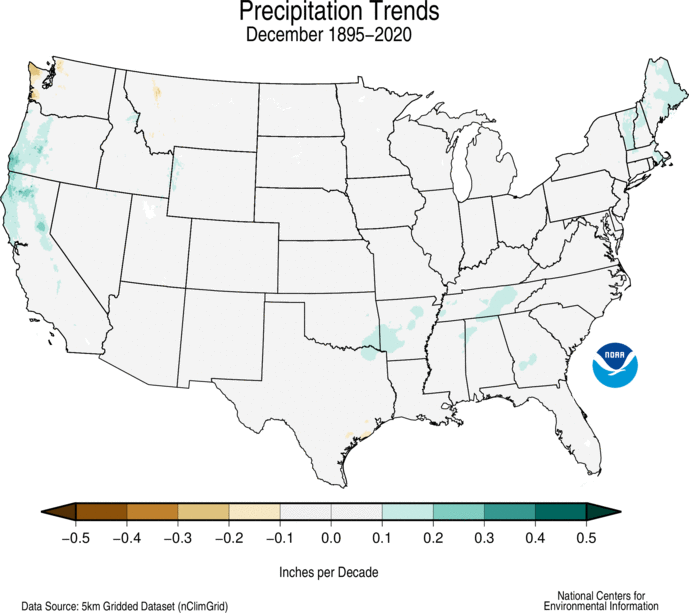 Precipitation Trends
December 1895–2020
NOAA
−0.5 −0.4 −0.3 −0.2 −0.1 0.0 0.1 0.2 0.3 0.4 0.5
Inches per Decade
National Centers for
Environmental Information
Data Source: 5km Gridded Dataset (nClimGrid)